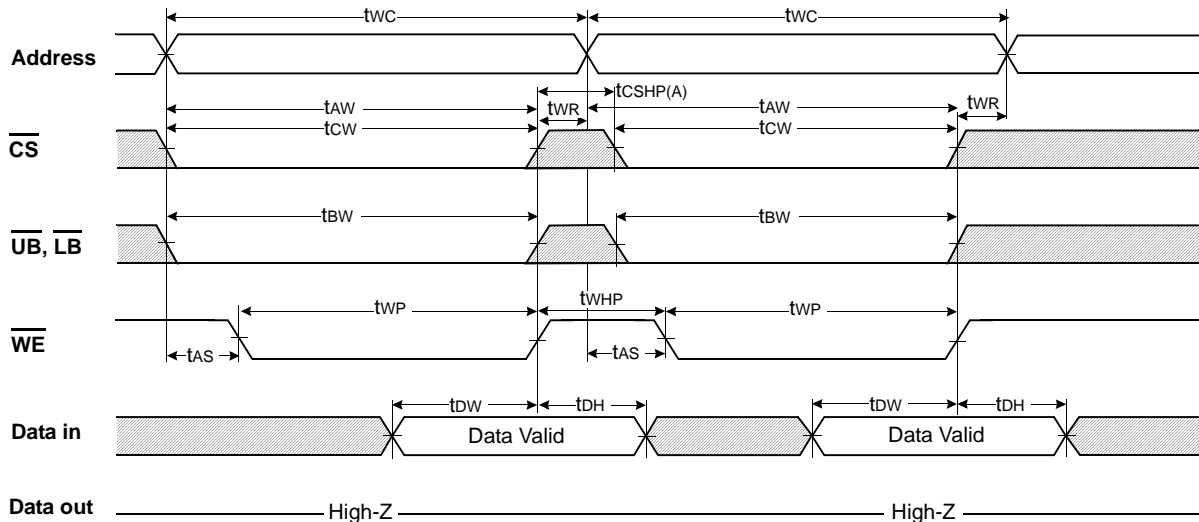 tWC tWC
Address
tCSHP(A)
tAW tWR tAW tWR
tCW tCW
CS
tBW tBW
UB, LB
tWP tWHP tWP
WE
tAS tAS
tDW tDH tDW tDH
Data in Data Valid Data Valid
Data out High-Z High-Z